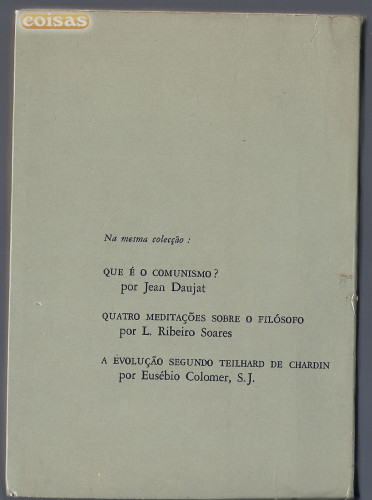 coisas
Na mesma colecção :
QUE É O COMUNISMO?
por Jean Daujat
QUATRO MEDITAÇÕES SOBRE O FILÓSOFO
por L. Ribeiro Soares
A EVOLUÇÃO SEGUNDO TEILHARD DE CHARDIN
por Eusébio Colomer, S. J.